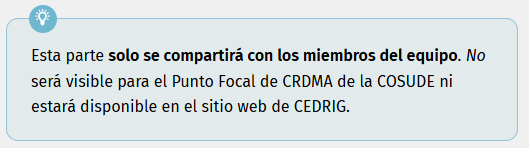 Esta parte solo se compartirá con los miembros del equipo. No
será visible para el Punto Focal de CRDMA de la COSUDE ni
estará disponible en el sitio web de CEDRIG.